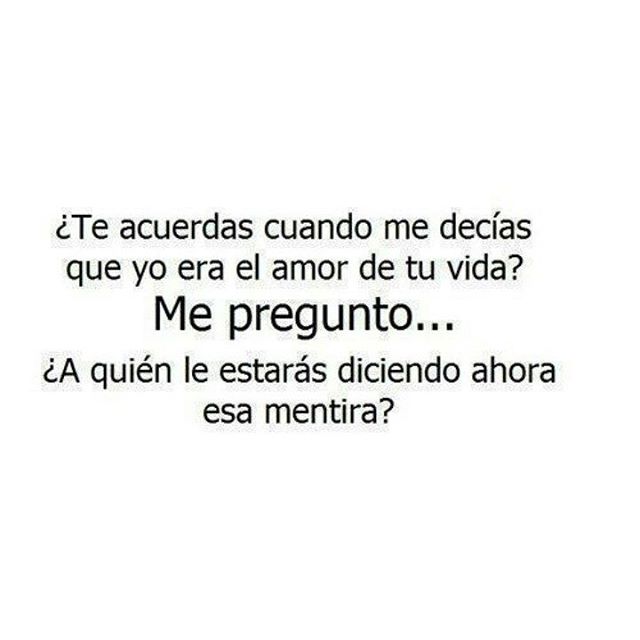 ¿Te acuerdas cuando me decías
que yo era el amor de tu vida?
Me pregunto...
¿A quién le estarás diciendo ahora
esa mentira?